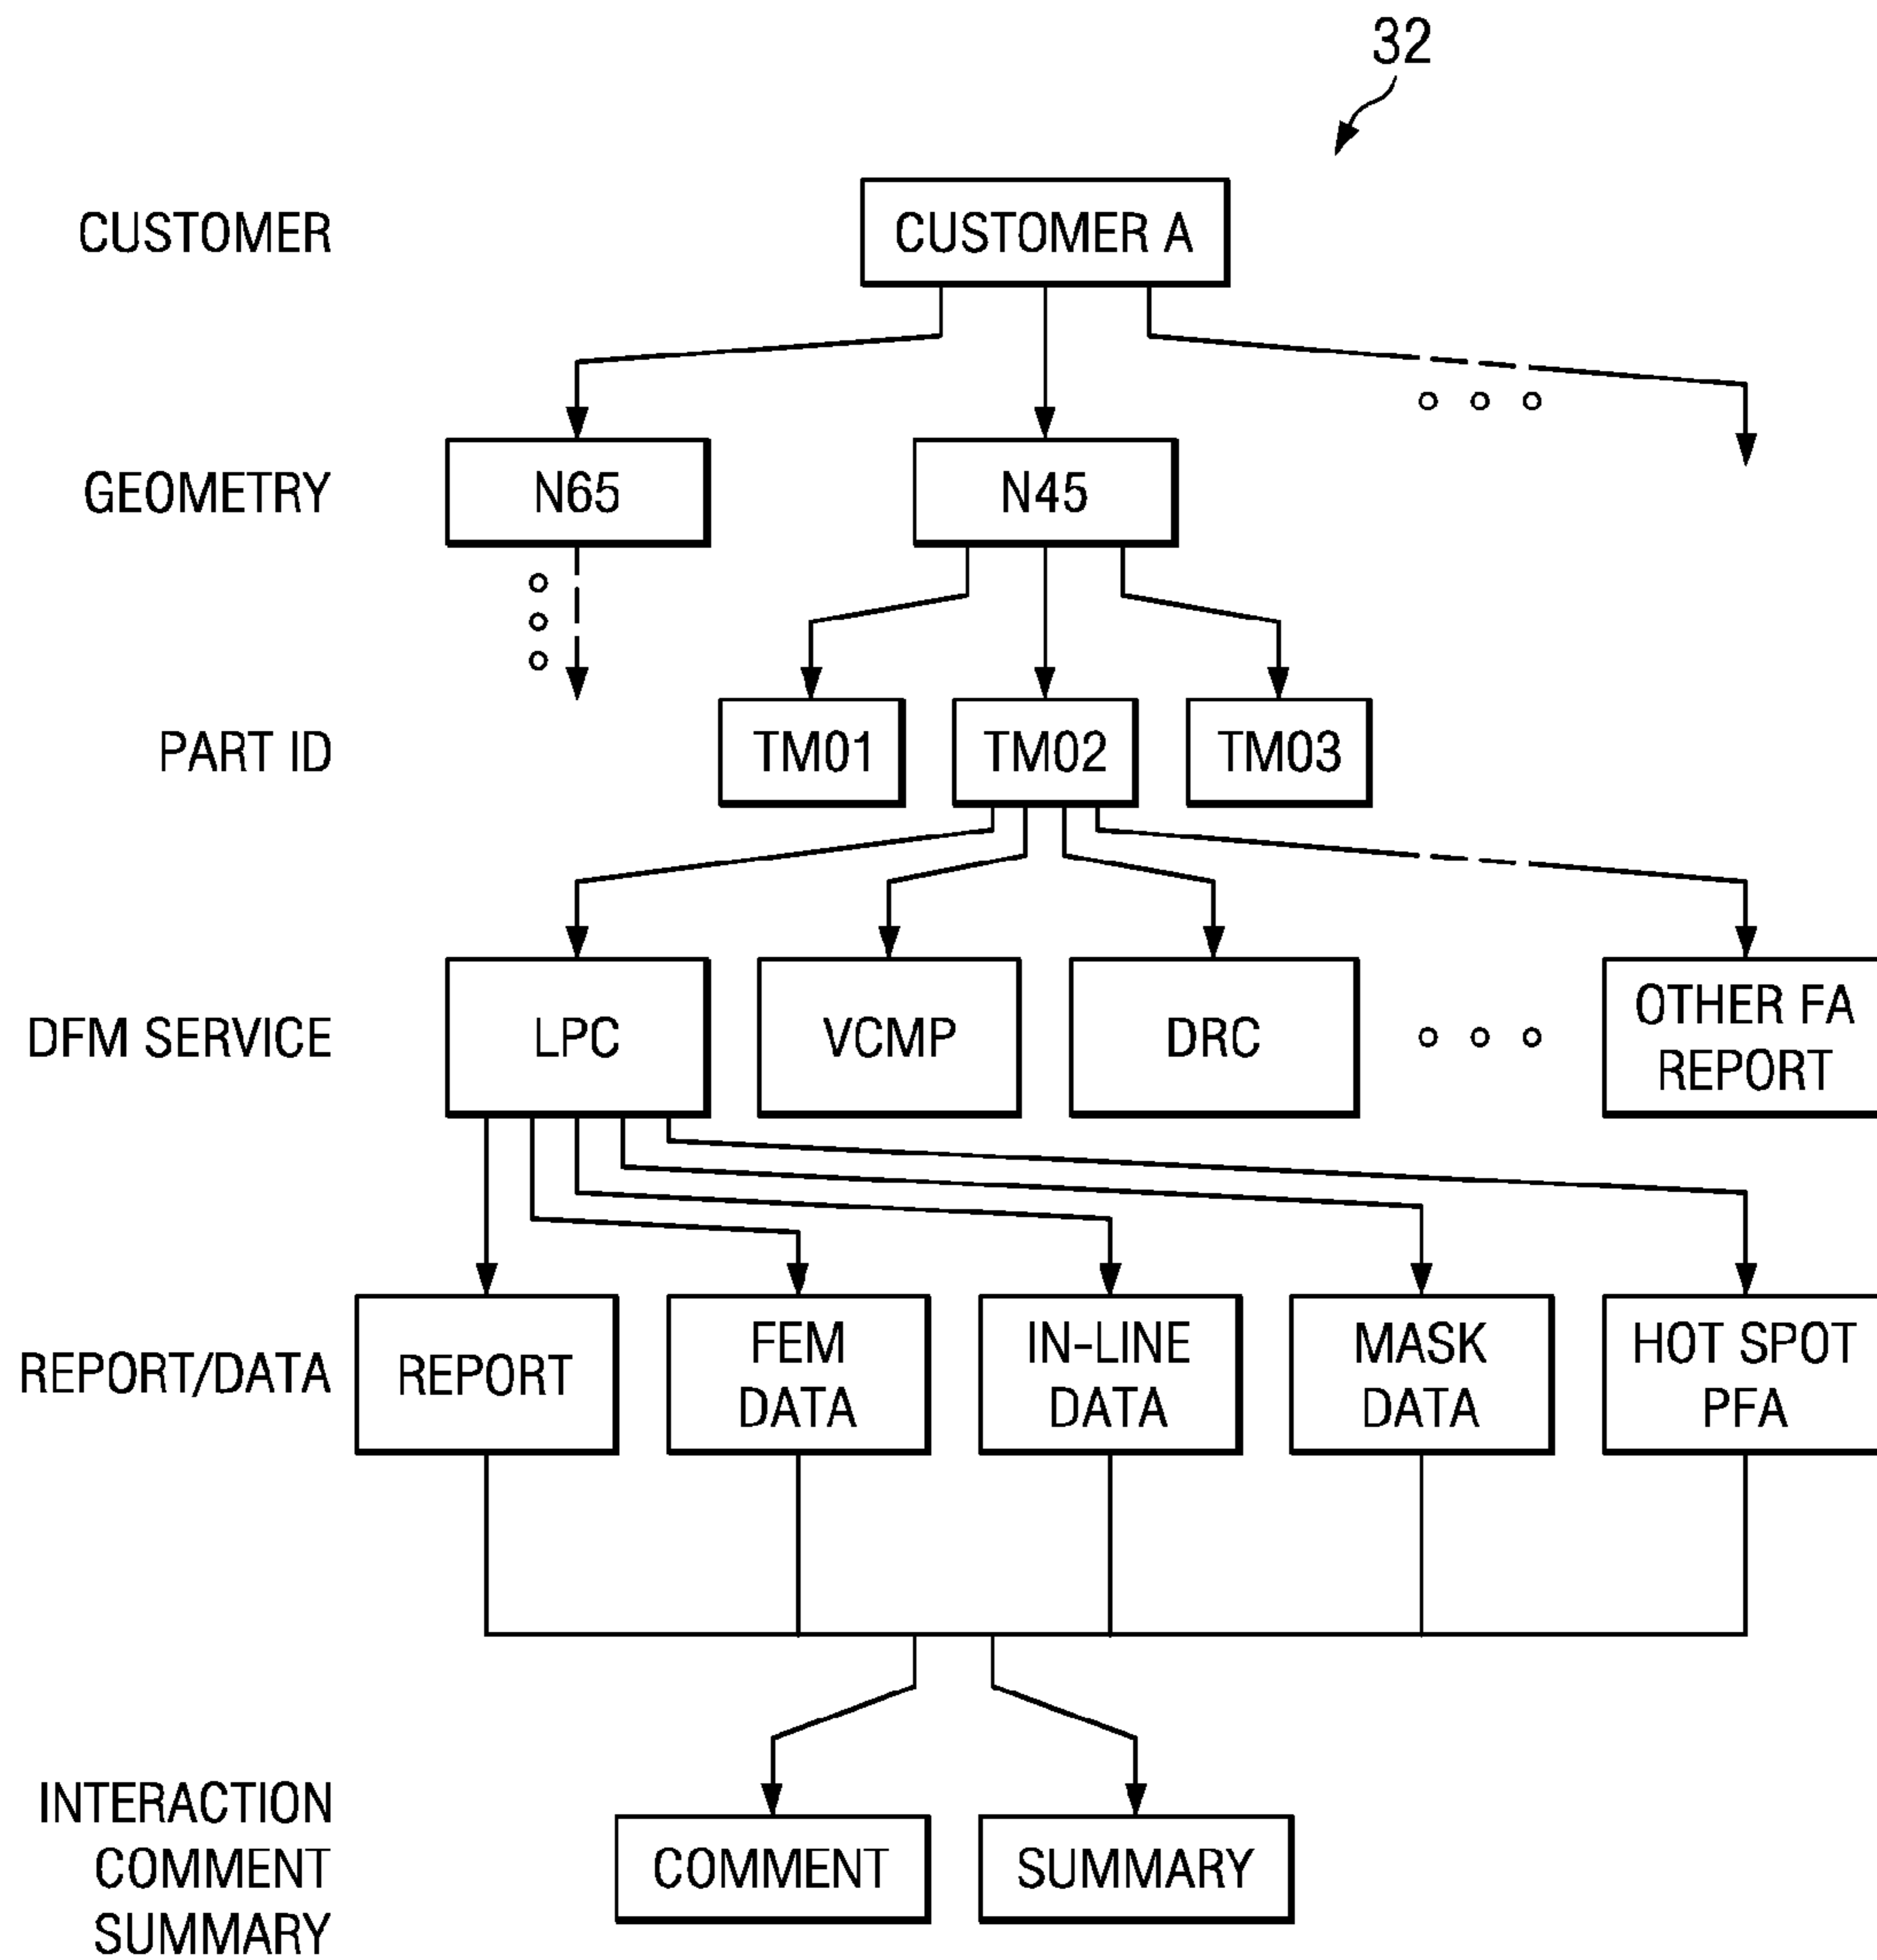 32
CUSTOMER
CUSTOMER A
GEOMETRY
N65
N45
PART ID
TM01
TM02
TM03
DFM SERVICE
LPC
VCMP
DRC
OTHER FA
REPORT
REPORT/DATA
REPORT
FEM
DATA
IN-LINE
DATA
MASK
DATA
HOT SPOT
PFA
INTERACTION
COMMENT
SUMMARY
COMMENT
SUMMARY